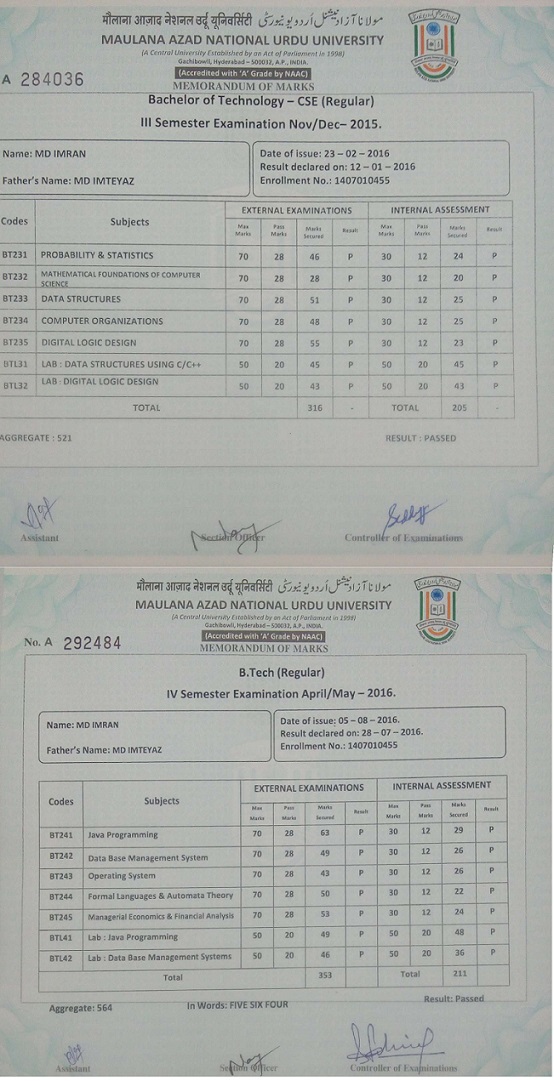 मौलाना आज़ाद नेशनल उर्दू यूनिवर्सिटी مولانا آزاد نیشنل اُردو یونیورسٹی
MAULANA AZAD NATIONAL URDU UNIVERSITY
(A Central University Established by an Act of Parliament in 1998)
Gachibowli, Hyderabad – 500032, A.P., INDIA.
(Accredited with 'A' Grade by NAAC)
A 284036
MEMORANDUM OF MARKS
Bachelor of Technology – CSE (Regular)
III Semester Examination Nov/Dec– 2015.
Name: MD IMRAN
Father's Name: MD IMTEYAZ
Date of issue: 23 – 02 – 2016
Result declared on: 12 – 01 – 2016
Enrollment No.: 1407010455
Codes Subjects EXTERNAL EXAMINATIONS INTERNAL ASSESSMENT
Max Marks Pass Marks Marks Secured Result Max Marks Pass Marks Marks Secured Result
BT231 PROBABILITY & STATISTICS 70 28 46 P 30 12 24 P
BT232 MATHEMATICAL FOUNDATIONS OF COMPUTER SCIENCE 70 28 28 P 30 12 20 P
BT233 DATA STRUCTURES 70 28 51 P 30 12 25 P
BT234 COMPUTER ORGANIZATIONS 70 28 48 P 30 12 25 P
BT235 DIGITAL LOGIC DESIGN 70 28 55 P 30 12 23 P
BTL31 LAB : DATA STRUCTURES USING C/C++ 50 20 45 P 50 20 45 P
BTL32 LAB : DIGITAL LOGIC DESIGN 50 20 43 P 50 20 43 P
TOTAL 316 - TOTAL 205 -
AGGREGATE : 521 RESULT : PASSED
Assistant Section Officer Controller of Examinations
मौलाना आज़ाद नेशनल उर्दू यूनिवर्सिटी مولانا آزاد نیشنل اُردو یونیورسٹی
MAULANA AZAD NATIONAL URDU UNIVERSITY
(A Central University Established by an Act of Parliament in 1998)
Gachibowli, Hyderabad – 500032, A.P., INDIA.
(Accredited with 'A' Grade by NAAC)
No. A 292484
MEMORANDUM OF MARKS
B.Tech (Regular)
IV Semester Examination April/May – 2016.
Name: MD IMRAN
Father's Name: MD IMTEYAZ
Date of issue: 05 – 08 – 2016.
Result declared on: 28 – 07 – 2016.
Enrollment No.: 1407010455
Codes Subjects EXTERNAL EXAMINATIONS INTERNAL ASSESSMENT
Max Marks Pass Marks Marks Secured Result Max Marks Pass Marks Marks Secured Result
BT241 Java Programming 70 28 63 P 30 12 29 P
BT242 Data Base Management System 70 28 49 P 30 12 26 P
BT243 Operating System 70 28 43 P 30 12 26 P
BT244 Formal Languages & Automata Theory 70 28 50 P 30 12 22 P
BT245 Managerial Economics & Financial Analysis 70 28 53 P 30 12 24 P
BTL41 Lab : Java Programming 50 20 49 P 50 20 48 P
BTL42 Lab : Data Base Management Systems 50 20 46 P 50 20 36 P
Total 353 Total 211
Aggregate: 564 In Words: FIVE SIX FOUR Result: Passed
Assistant Section Officer Controller of Examinations